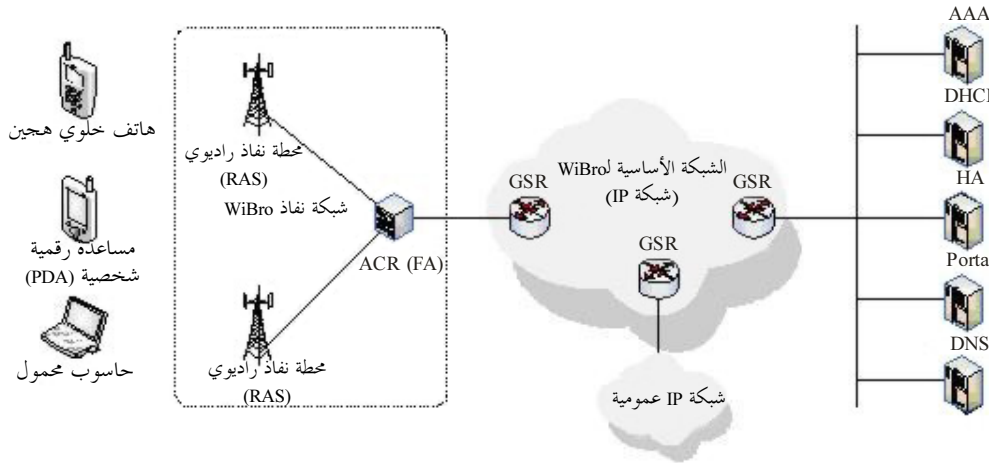 AAA
DHCP
HA
Portal
DNS
هاتف خلوي هجين
مساعدة رقمية
شخصية (PDA)
حاسوب محمول
محطة نفاذ راديوي
(RAS)
شبكة نفاذ WiBro
ACR (FA)
محطة نفاذ راديوي
(RAS)
الشبكة الأساسية لـWiBro
(شبكة IP)
GSR
GSR
GSR
شبكة IP عمومية